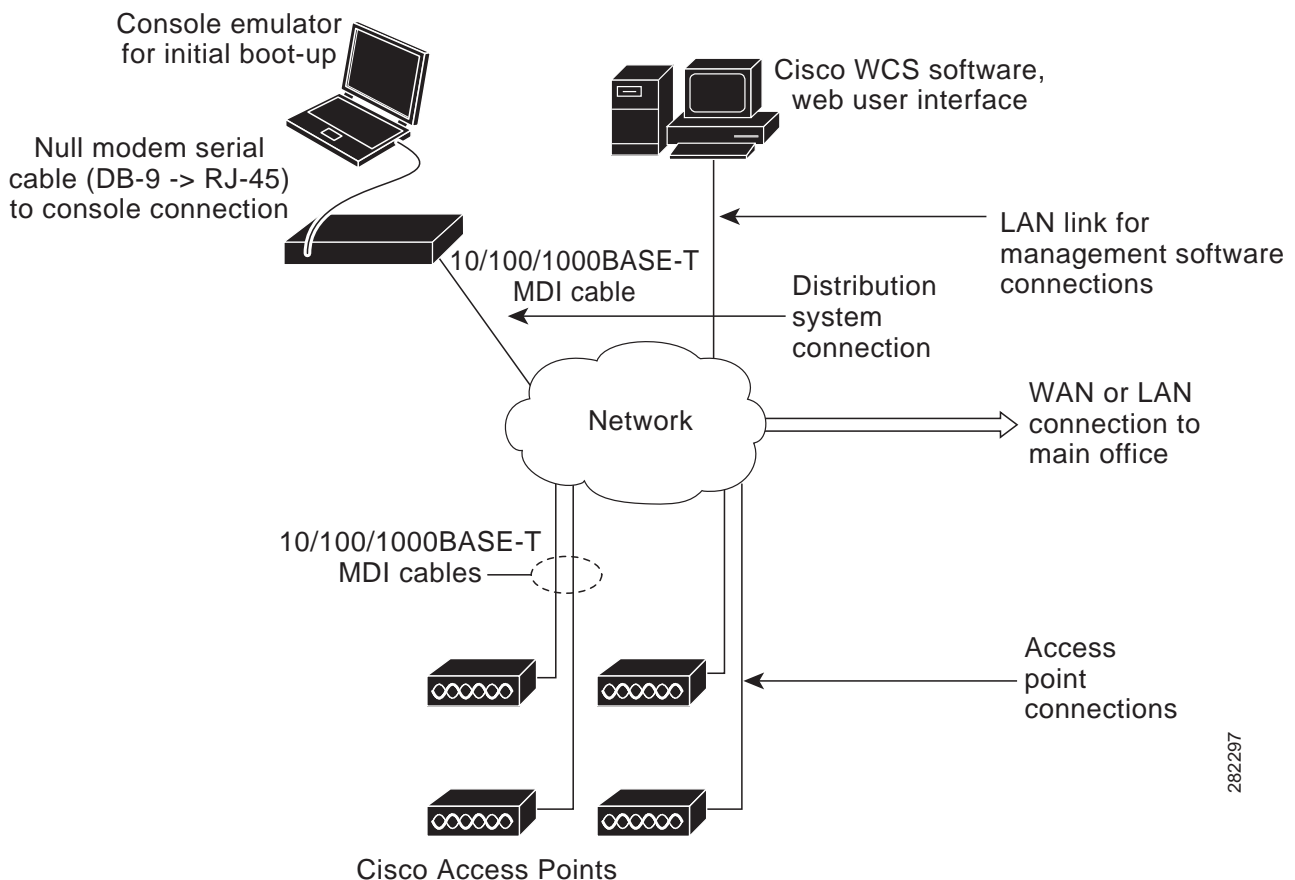 Console emulator
for initial boot-up
Cisco WCS software,
web user interface
Null modem serial
cable (DB-9 -> RJ-45)
to console connection
LAN link for
management software
connections
10/100/1000BASE-T
MDI cable
Distribution
system
connection
WAN or LAN
connection to
main office
Network
10/100/1000BASE-T
MDI cables
Access
point
connections
282297
Cisco Access Points